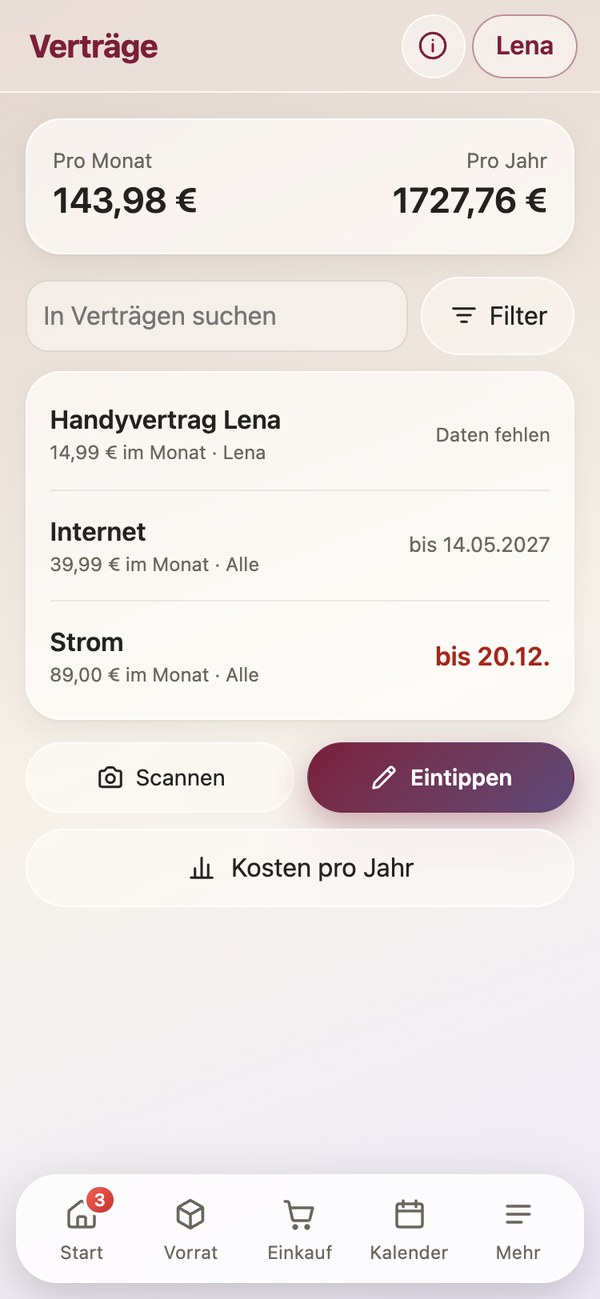 Verträge
Lena
Pro Monat
Pro Jahr
143,98 €
1727,76 €
In Verträgen suchen
Filter
Handyvertrag Lena
14,99 € im Monat · Lena
Daten fehlen
Internet
39,99 € im Monat · Alle
bis 14.05.2027
Strom
89,00 € im Monat · Alle
bis 20.12.
Scannen
Eintippen
Kosten pro Jahr
3
Start
Vorrat
Einkauf
Kalender
Mehr